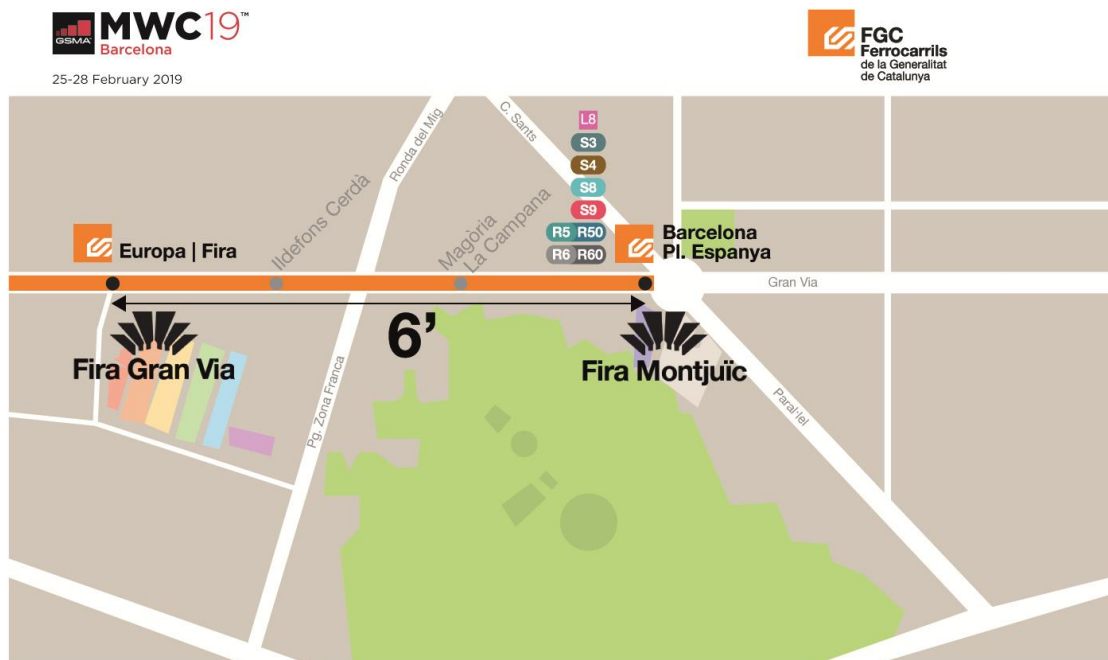 GSMA
MWC19™
Barcelona
25-28 February 2019
FGC
Ferrocarrils
de la Generalitat
de Catalunya
Ronda del Mig
C. Sants
L8
S3
S4
S8
S9
R5 R50
R6 R60
Europa | Fira
Ildefons Cerdà
Magòria
La Campana
Barcelona
Pl. Espanya
Gran Via
6’
Fira Gran Via
Fira Montjuïc
Pg. Zona Franca
Paral·lel